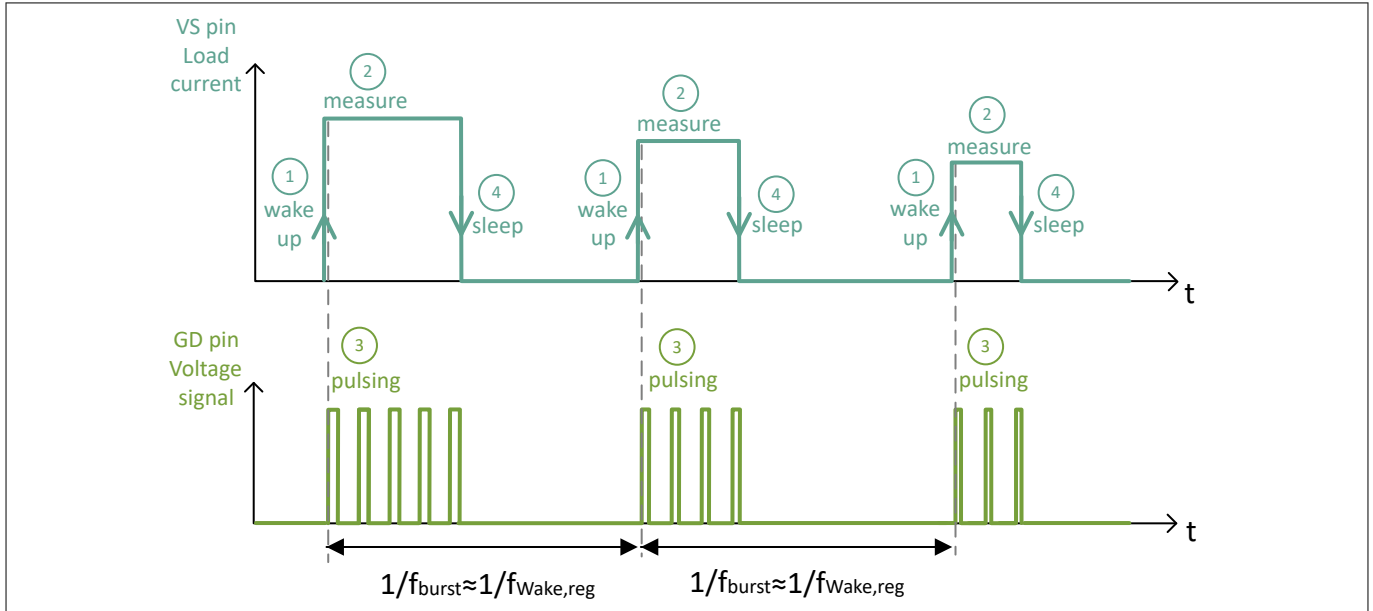 VS pin
Load
current
2
measure
2
measure
2
measure
1
wake
up
4
sleep
1
wake
up
4
sleep
1
wake
up
4
sleep
t
GD pin
Voltage
signal
3
pulsing
3
pulsing
3
pulsing
t
1/fburst≈1/fWake,reg
1/fburst≈1/fWake,reg